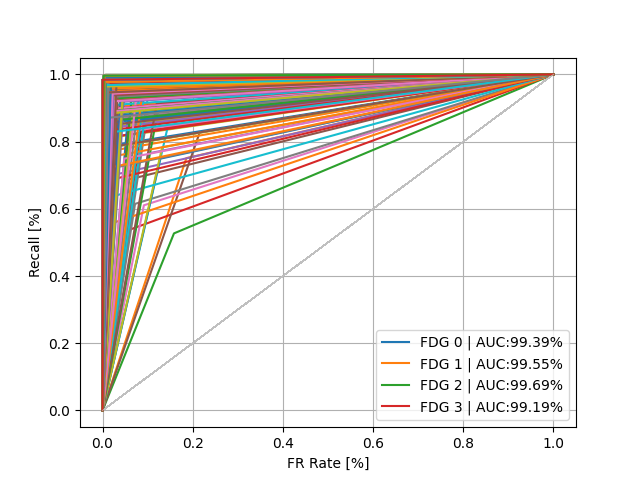 1.0
0.8
0.6
0.4
0.2
0.0
Recall [%]
0.0 0.2 0.4 0.6 0.8 1.0
FR Rate [%]
FDG 0 | AUC:99.39%
FDG 1 | AUC:99.55%
FDG 2 | AUC:99.69%
FDG 3 | AUC:99.19%